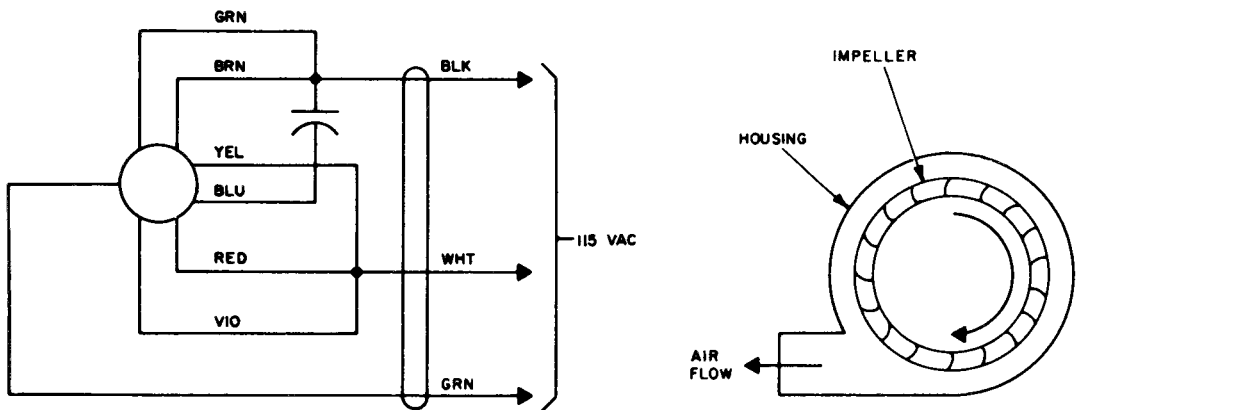 GRN
BRN
BLK
YEL
BLU
115 VAC
RED
WHT
VIO
GRN
IMPELLER
HOUSING
AIR
FLOW